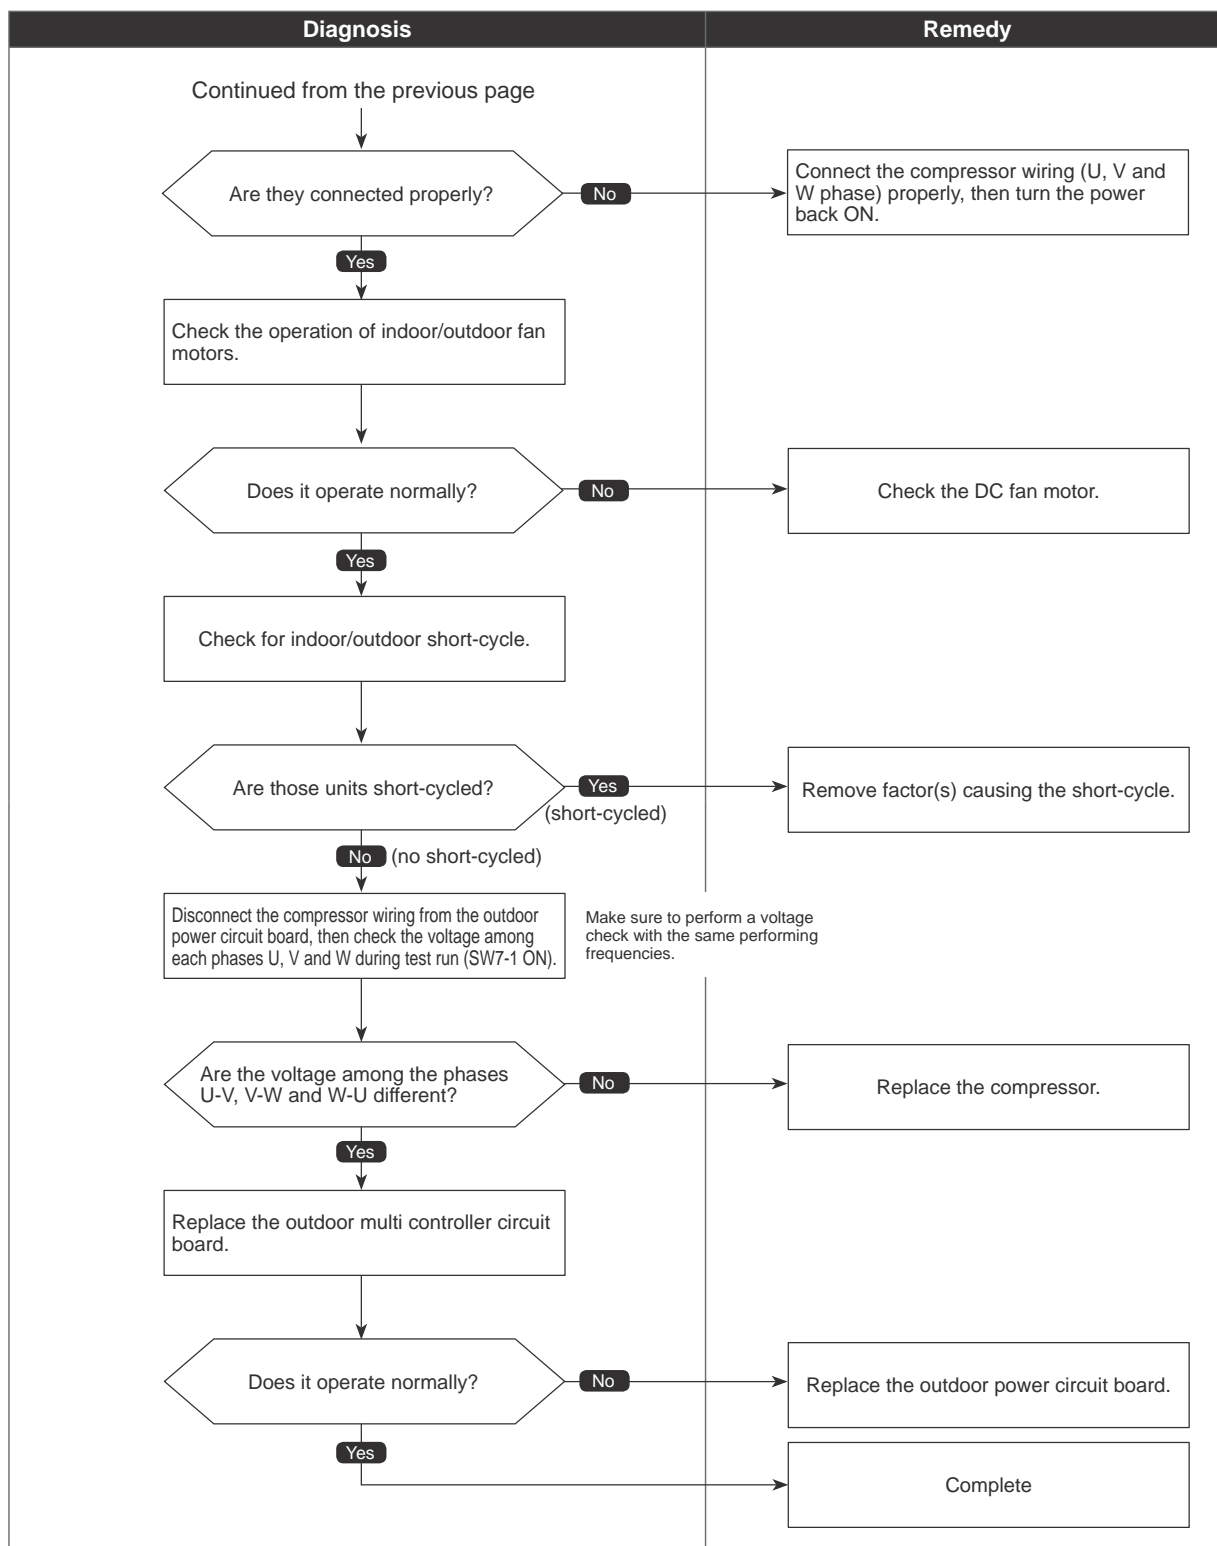 Diagnosis
Remedy
Continued from the previous page
Are they connected properly?
No
Connect the compressor wiring (U, V and
W phase) properly, then turn the power
back ON.
Yes
Check the operation of indoor/outdoor fan
motors.
Does it operate normally?
No
Check the DC fan motor.
Yes
Check for indoor/outdoor short-cycle.
Are those units short-cycled?
Yes
(short-cycled)
Remove factor(s) causing the short-cycle.
No (no short-cycled)
Disconnect the compressor wiring from the outdoor
power circuit board, then check the voltage among
each phases U, V and W during test run (SW7-1 ON).
Make sure to perform a voltage
check with the same performing
frequencies.
Are the voltage among the phases
U-V, V-W and W-U different?
No
Replace the compressor.
Yes
Replace the outdoor multi controller circuit
board.
Does it operate normally?
No
Replace the outdoor power circuit board.
Yes
Complete